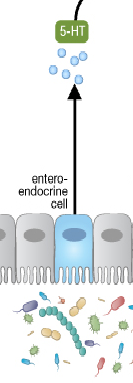 5-HT
entero-
endocrine
cell